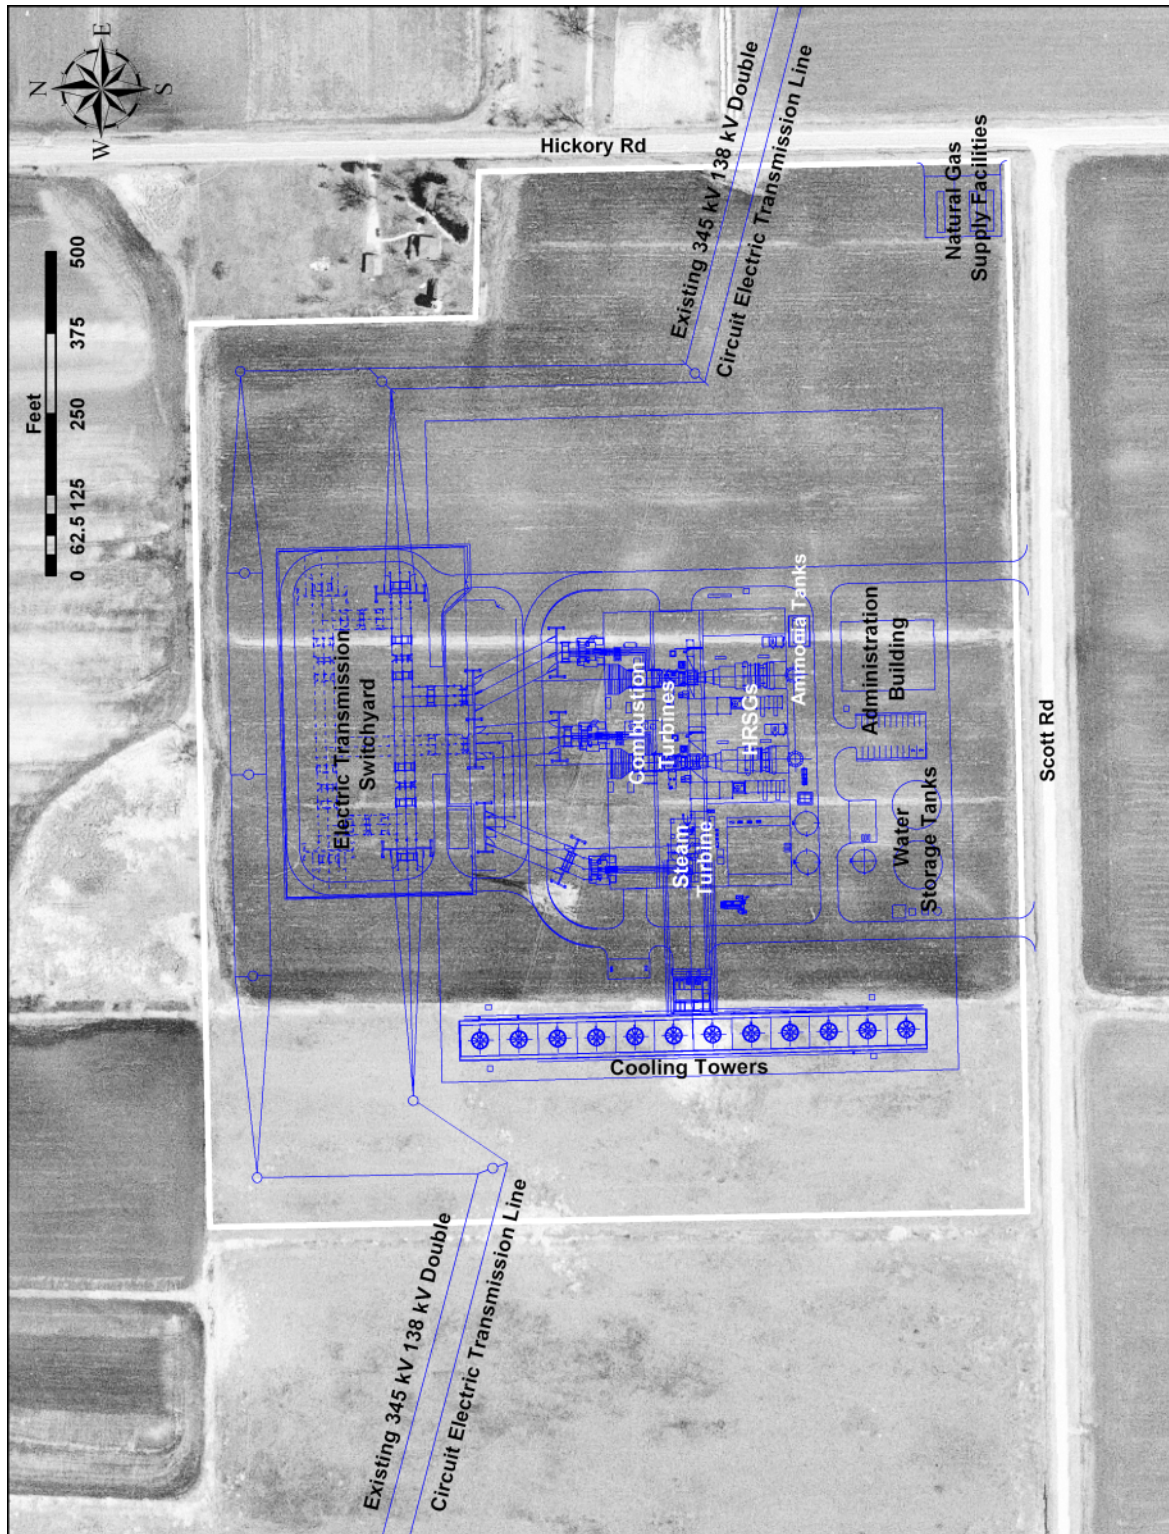 N
E
S
W
Feet
0 62.5 125 250 375 500
Hickory Rd
Existing 345 kV 138 kV Double
Circuit Electric Transmission Line
Natural Gas
Supply Facilities
Electric Transmission
Switchyard
Combustion
Turbines
HRSGs
Ammonia Tanks
Administration
Building
Steam
Turbine
Water
Storage Tanks
Scott Rd
Cooling Towers
Existing 345 kV 138 kV Double
Circuit Electric Transmission Line